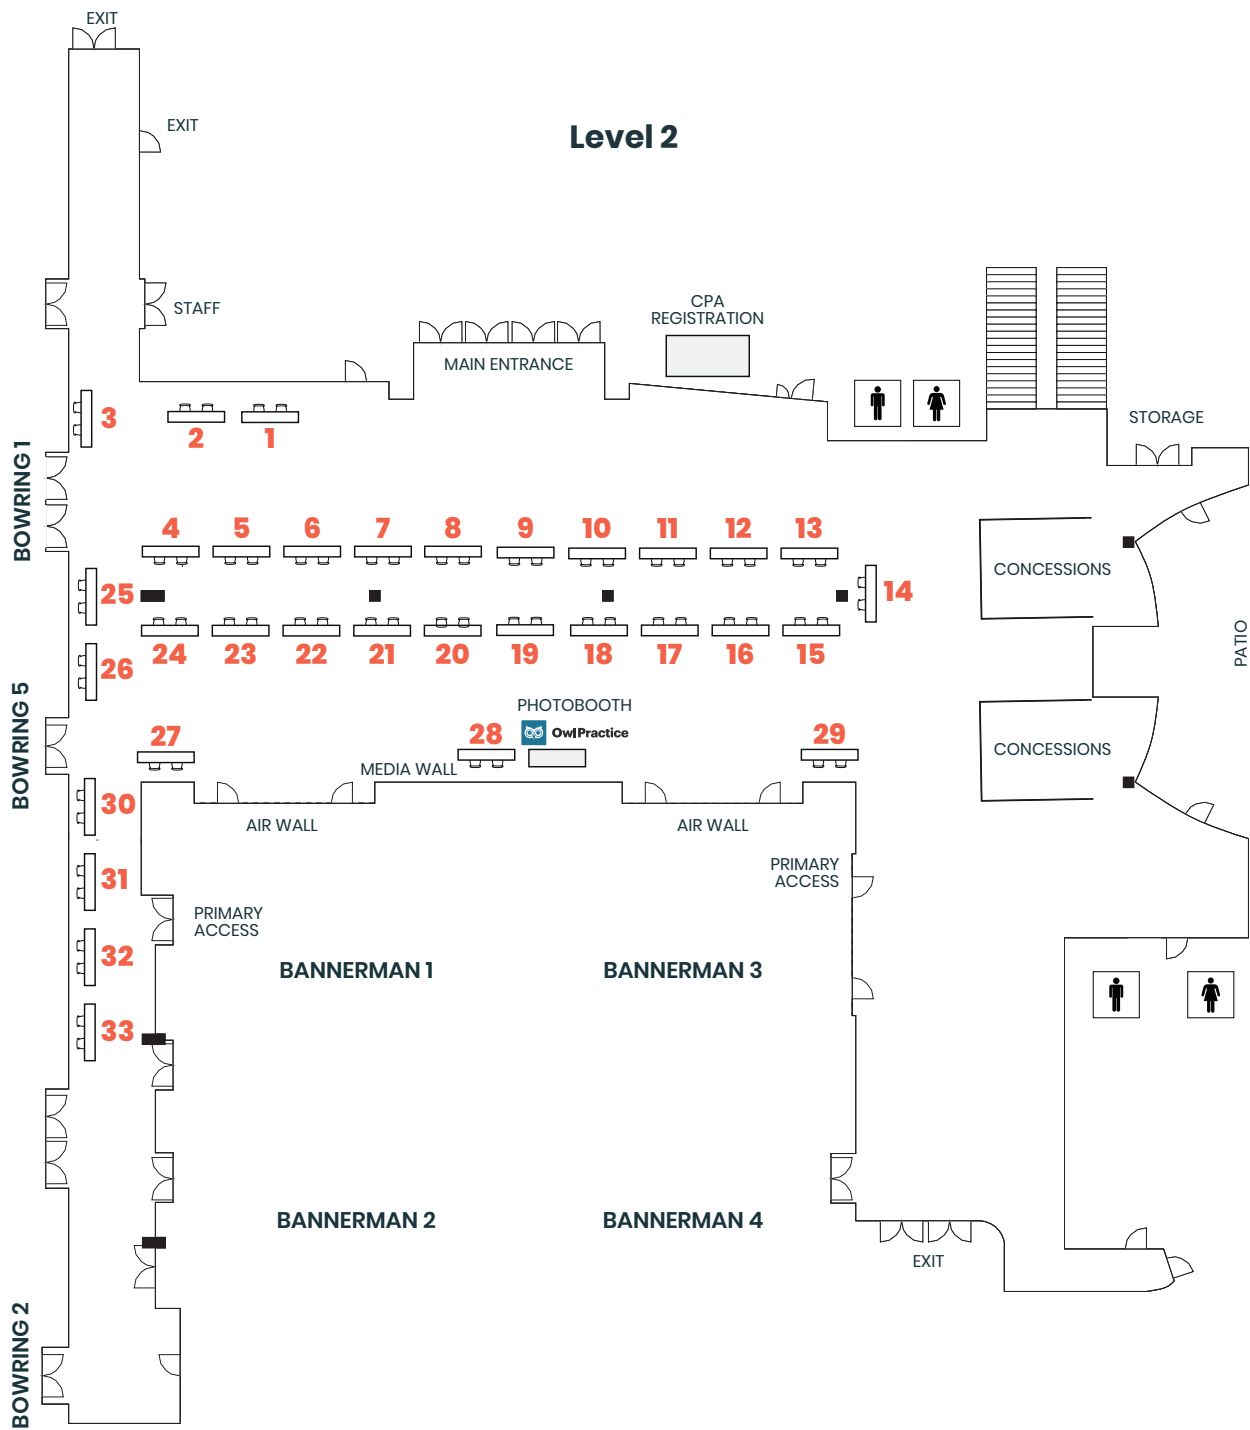 EXIT
EXIT
Level 2
STAFF
CPA
REGISTRATION
MAIN ENTRANCE
3
2
1
STORAGE
BOWRING 1
4
5
6
7
8
9
10
11
12
13
25
14
CONCESSIONS
24
23
22
21
20
19
18
17
16
15
26
PATIO
BOWRING 5
PHOTOBOOTH
OwlPractice
27
28
29
CONCESSIONS
MEDIA WALL
30
AIR WALL
AIR WALL
31
PRIMARY
ACCESS
PRIMARY
ACCESS
32
BANNERMAN 1
BANNERMAN 3
33
BANNERMAN 2
BANNERMAN 4
EXIT
BOWRING 2